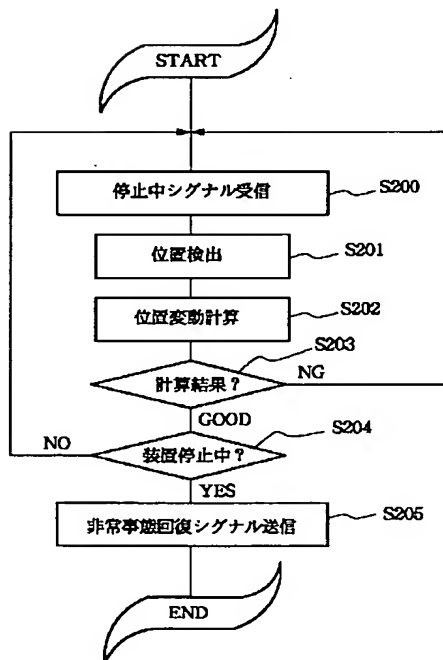 START
停止中シグナル受信
S200
位置検出
S201
位置変動計算
S202
S203
計算結果？
NG
GOOD
S204
NO
装置停止中？
YES
非常事態回復シグナル送信
S205
END